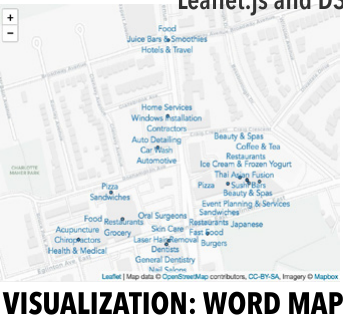 Leaflet.js and D3
+
−
Food
Juice Bars & Smoothies
Hotels & Travel
Home Services
Windows Installation
Contractors
Auto Detailing
Car Wash
Automotive
Beauty & Spas
Coffee & Tea
Restaurants
Ice Cream & Frozen Yogurt
Thai Asian Fusion
Pizza Sushi Bars
Beauty & Spas
Event Planning & Services
Pizza
Sandwiches
Sandwiches
Food Restaurants Oral Surgeons Restaurants Japanese
Acupuncture Grocery Skin Care Fast Food
Chiropractors Laser Hair Removal Burgers
Health & Medical Dentists
General Dentistry
Nail Salons
Leaflet | Map data © OpenStreetMap contributors, CC-BY-SA, Imagery © Mapbox
VISUALIZATION: WORD MAP